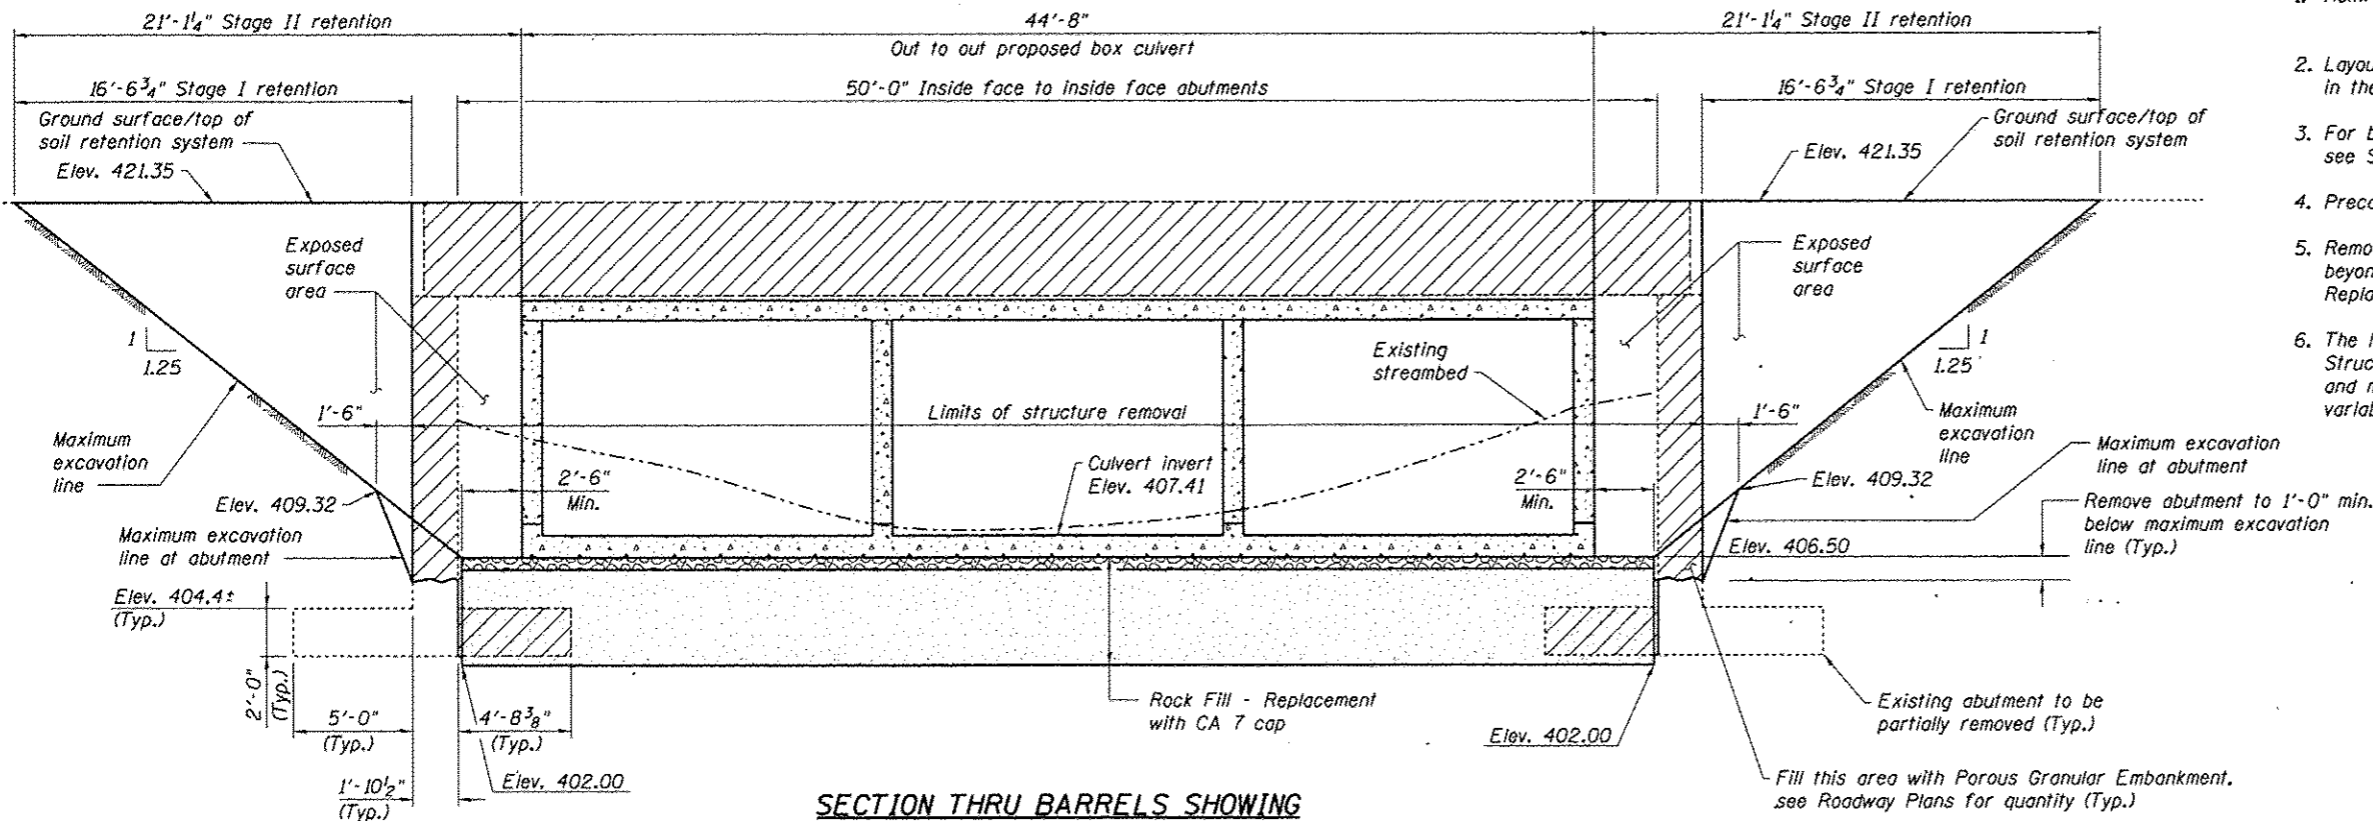 21'-1¼" Stage II retention
44'-8"
Out to out proposed box culvert
21'-1¼" Stage II retention
16'-6¾" Stage I retention
50'-0" Inside face to inside face abutments
16'-6¾" Stage I retention
Ground surface/top of
soil retention system
Elev. 421.35
Ground surface/top of
soil retention system
Elev. 421.35
Exposed
surface
area
Exposed
surface
area
1
1.25
1
1.25
Existing
streambed
1'-6"
Limits of structure removal
1'-6"
Maximum
excavation
line
Maximum
excavation
line
Culvert invert
Elev. 407.41
2'-6"
Min.
2'-6"
Min.
Elev. 409.32
Elev. 409.32
Maximum excavation
line at abutment
Maximum excavation
line at abutment
Remove abutment to 1'-0" min.
below maximum excavation
line (Typ.)
Elev. 406.50
Elev. 404.4±
(Typ.)
2'-0"
(Typ.)
5'-0"
(Typ.)
4'-8⅜"
(Typ.)
1'-10½"
(Typ.)
Elev. 402.00
Rock Fill - Replacement
with CA 7 cap
Elev. 402.00
Existing abutment to be
partially removed (Typ.)
Fill this area with Porous Granular Embankment.
see Roadway Plans for quantity (Typ.)
SECTION THRU BARRELS SHOWING
2. Layou
in the
3. For b
see S
4. Preca
5. Remo
beyon
Repla
6. The l
Struc
and m
variab